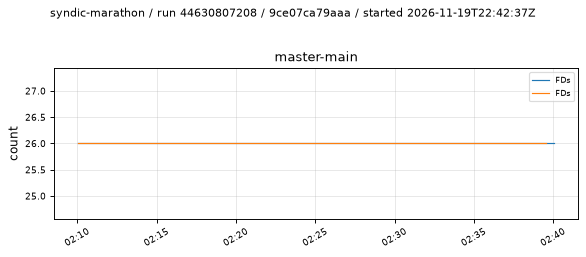 syndic-marathon / run 44630807208 / 9ce07ca79aaa / started 2026-11-19T22:42:37Z
master-main
FDs
FDs
27.0
26.5
26.0
25.5
25.0
count
02:10 02:15 02:20 02:25 02:30 02:35 02:40